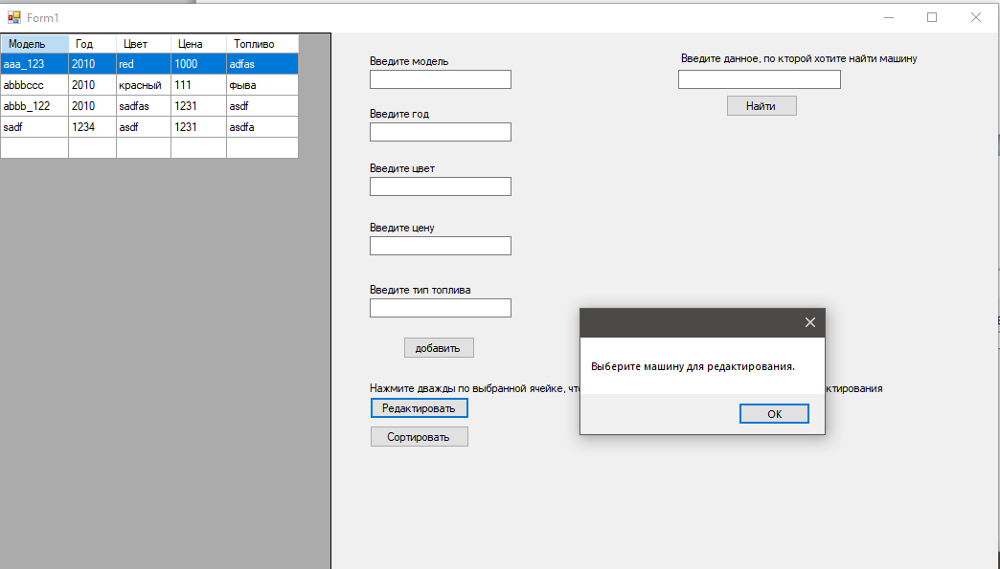 Form1
Модель Год Цвет Цена Топливо
aaa_123 2010 red 1000 adfas
abbbccc 2010 красный 111 фыва
abbb_122 2010 sadfas 1231 asdf
sadf 1234 asdf 1231 asdfa
Введите модель
Введите год
Введите цвет
Введите цену
Введите тип топлива
добавить
Нажмите дважды по выбранной ячейке, что
ктирования
Редактировать
Сортировать
Введите данное, по кторой хотите найти машину
Найти
Выберите машину для редактирования.
OK